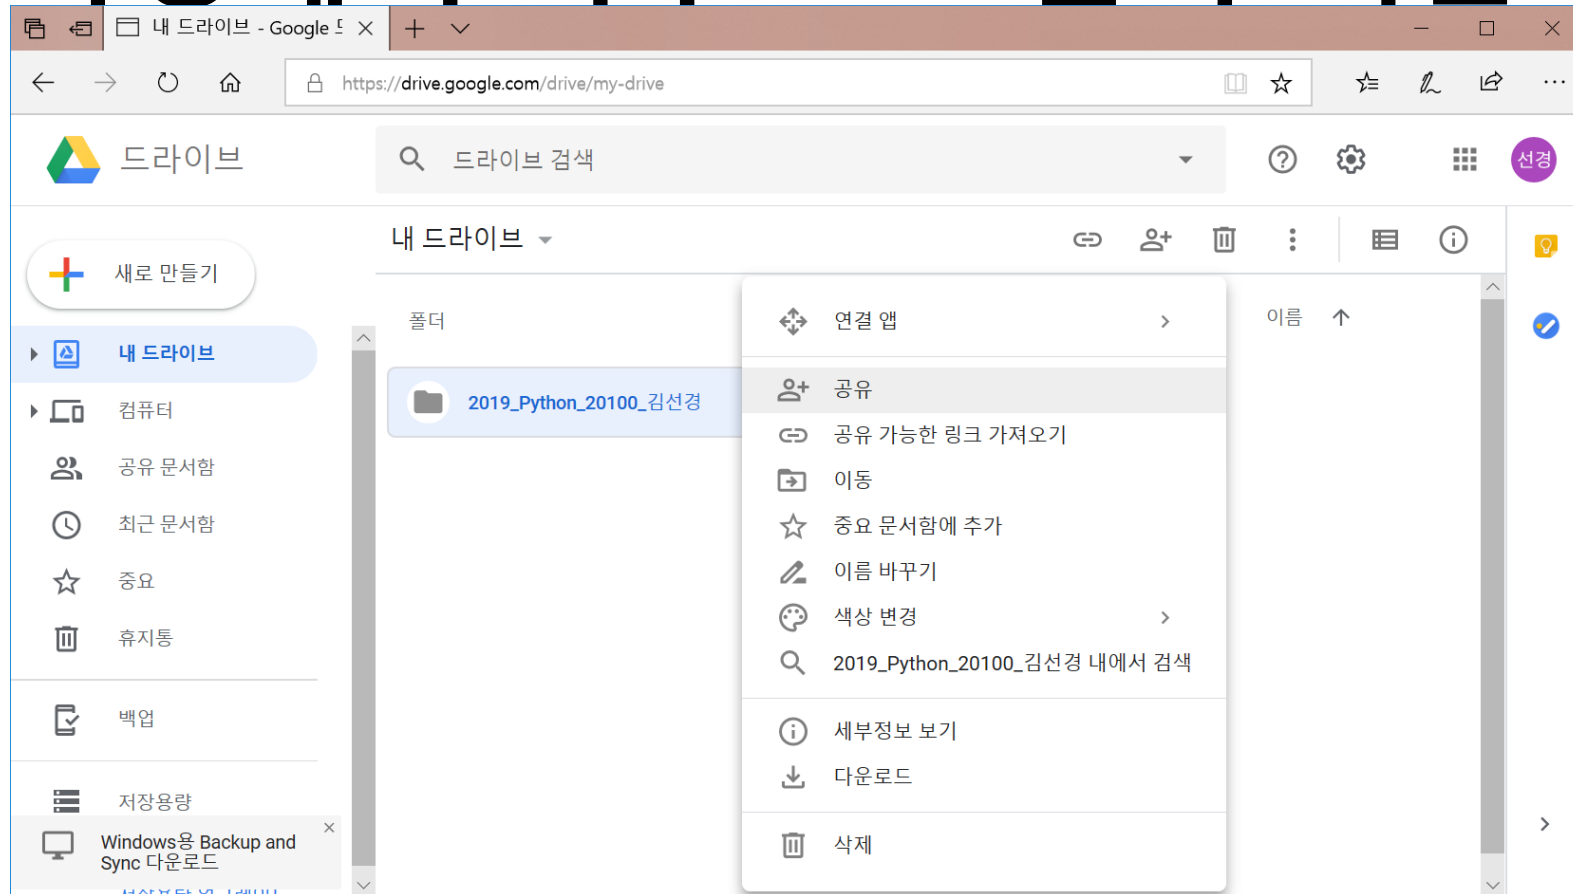 내 드라이브 - Google 드
https://drive.google.com/drive/my-drive
드라이브
드라이브 검색
선경
내 드라이브
새로 만들기
내 드라이브
컴퓨터
공유 문서함
최근 문서함
중요
휴지통
백업
저장용량
Windows용 Backup and
Sync 다운로드
폴더
이름
2019_Python_20100_김선경
연결 앱
공유
공유 가능한 링크 가져오기
이동
중요 문서함에 추가
이름 바꾸기
색상 변경
2019_Python_20100_김선경 내에서 검색
세부정보 보기
다운로드
삭제